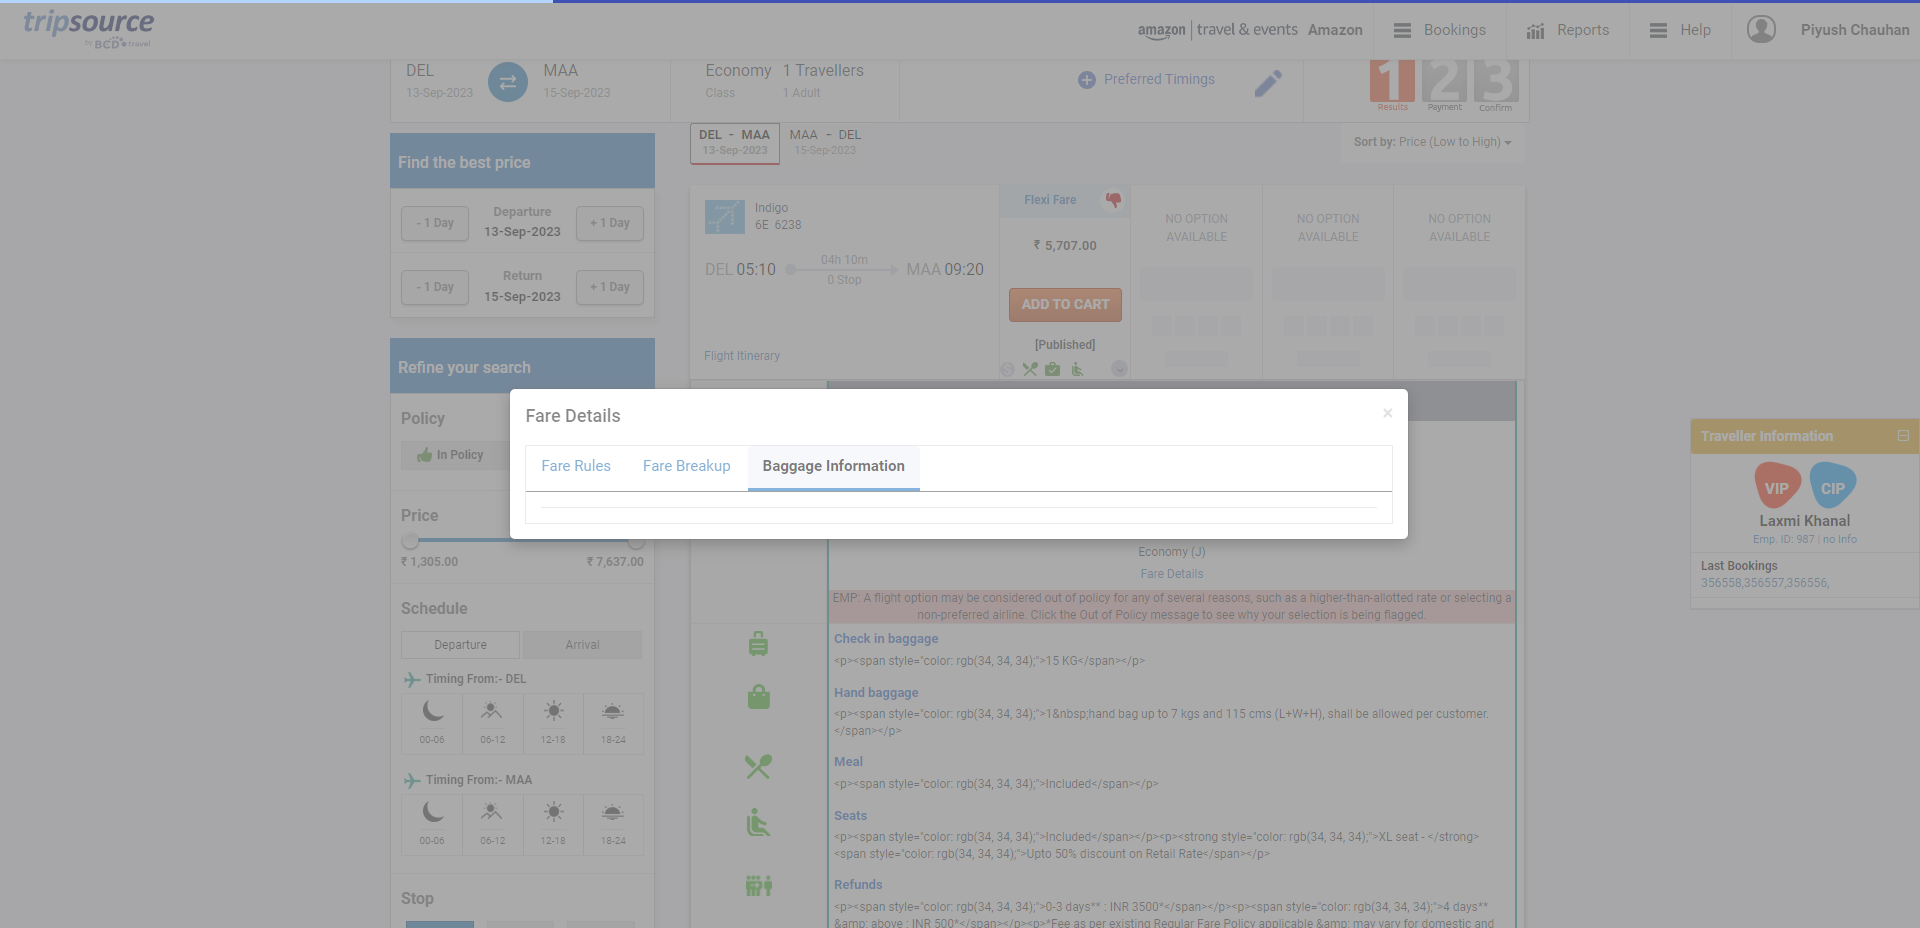 tripsource
by BCD travel
amazon | travel & events Amazon
Bookings
Reports
Help
Piyush Chauhan
DEL
13-Sep-2023
MAA
15-Sep-2023
Economy
Class
1 Travellers
1 Adult
Preferred Timings
1 2 3
Results Payment Confirm
DEL - MAA
13-Sep-2023
MAA - DEL
15-Sep-2023
Sort by: Price (Low to High)
Find the best price
- 1 Day
Departure
13-Sep-2023
+ 1 Day
- 1 Day
Return
15-Sep-2023
+ 1 Day
Refine your search
Policy
In Policy
Price
₹ 1,305.00
₹ 7,637.00
Schedule
Departure
Arrival
Timing From:- DEL
00-06 06-12 12-18 18-24
Timing From:- MAA
00-06 06-12 12-18 18-24
Stop
Indigo
6E 6238
DEL 05:10
04h 10m
0 Stop
MAA 09:20
Flight Itinerary
Flexi Fare
₹ 5,707.00
ADD TO CART
[Published]
NO OPTION
AVAILABLE
NO OPTION
AVAILABLE
NO OPTION
AVAILABLE
Fare Details
×
Fare Rules
Fare Breakup
Baggage Information
Economy (J)
Fare Details
EMP: A flight option may be considered out of policy for any of several reasons, such as a higher-than-allotted rate or selecting a
non-preferred airline. Click the Out of Policy message to see why your selection is being flagged.
Check in baggage
<p><span style="color: rgb(34, 34, 34);">15 KG</span></p>
Hand baggage
<p><span style="color: rgb(34, 34, 34);">1&nbsp;hand bag up to 7 kgs and 115 cms (L+W+H), shall be allowed per customer.
</span></p>
Meal
<p><span style="color: rgb(34, 34, 34);">Included</span></p>
Seats
<p><span style="color: rgb(34, 34, 34);">Included</span></p><p><strong style="color: rgb(34, 34, 34);">XL seat - </strong>
<span style="color: rgb(34, 34, 34);">Upto 50% discount on Retail Rate</span></p>
Refunds
<p><span style="color: rgb(34, 34, 34);">0-3 days** : INR 3500*</span></p><p><span style="color: rgb(34, 34, 34);">4 days**
&amp; above : INR 500*</span></p><p>*Fee as per existing Regular Fare Policy applicable &amp; may vary for domestic and
Traveller Information
VIP
CIP
Laxmi Khanal
Emp. ID: 987 | no Info
Last Bookings
356558,356557,356556,